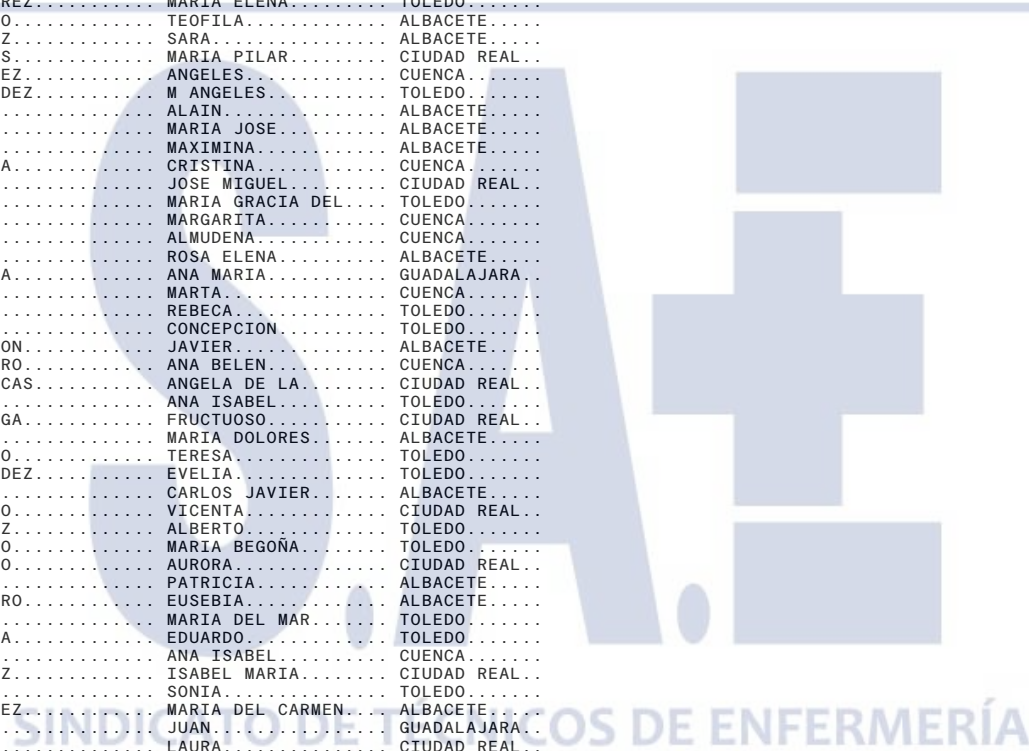 REZ............ MARIA ELENA.......... TOLEDO.......
O.............. TEOFILA.............. ALBACETE.....
Z.............. SARA................. ALBACETE.....
S.............. MARIA PILAR.......... CIUDAD REAL..
EZ............. ANGELES.............. CUENCA.......
DEZ............ M ANGELES............ TOLEDO.......
............... ALAIN................ ALBACETE.....
............... MARIA JOSE........... ALBACETE.....
............... MAXIMINA............. ALBACETE.....
A.............. CRISTINA............. CUENCA.......
............... JOSE MIGUEL.......... CIUDAD REAL..
............... MARIA GRACIA DEL.... TOLEDO.......
............... MARGARITA............ CUENCA.......
............... ALMUDENA............. CUENCA.......
............... ROSA ELENA........... ALBACETE.....
A.............. ANA MARIA............ GUADALAJARA..
............... MARTA................ CUENCA.......
............... REBECA............... TOLEDO.......
............... CONCEPCION........... TOLEDO.......
ON............. JAVIER............... ALBACETE.....
RO............. ANA BELEN............ CUENCA.......
CAS............ ANGELA DE LA......... CIUDAD REAL..
............... ANA ISABEL........... TOLEDO.......
GA............. FRUCTUOSO............ CIUDAD REAL..
............... MARIA DOLORES........ ALBACETE.....
O.............. TERESA............... TOLEDO.......
DEZ............ EVELIA............... TOLEDO.......
............... CARLOS JAVIER........ ALBACETE.....
O.............. VICENTA.............. CIUDAD REAL..
Z.............. ALBERTO.............. TOLEDO.......
O.............. MARIA BEGOÑA......... TOLEDO.......
O.............. AURORA............... CIUDAD REAL..
............... PATRICIA............. ALBACETE.....
RO............. EUSEBIA.............. ALBACETE.....
............... MARIA DEL MAR........ TOLEDO.......
A.............. EDUARDO.............. TOLEDO.......
............... ANA ISABEL........... CUENCA.......
Z.............. ISABEL MARIA......... CIUDAD REAL..
............... SONIA................ TOLEDO.......
EZ............. MARIA DEL CARMEN.... ALBACETE.....
............... JUAN................. GUADALAJARA..
............... LAURA................ CIUDAD REAL..
S.A.E
SINDICATO DE TÉCNICOS DE ENFERMERÍA